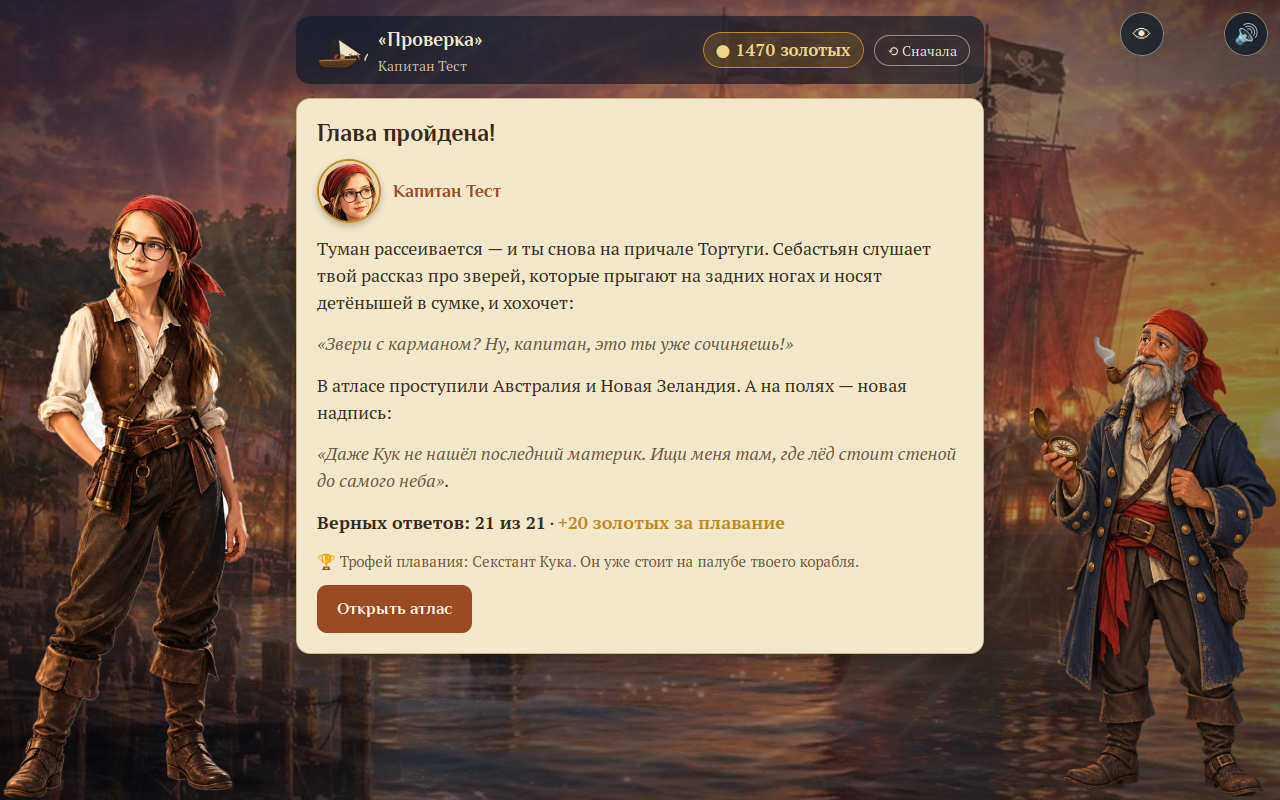 «Проверка»
Капитан Тест
1470 золотых
⟲ Сначала
Глава пройдена!
Капитан Тест
Туман рассеивается — и ты снова на причале Тортуги. Себастьян слушает
твой рассказ про зверей, которые прыгают на задних ногах и носят
детёнышей в сумке, и хохочет:
«Звери с карманом? Ну, капитан, это ты уже сочиняешь!»
В атласе проступили Австралия и Новая Зеландия. А на полях — новая
надпись:
«Даже Кук не нашёл последний материк. Ищи меня там, где лёд стоит стеной
до самого неба».
Верных ответов: 21 из 21 · +20 золотых за плавание
🏆 Трофей плавания: Секстант Кука. Он уже стоит на палубе твоего корабля.
Открыть атлас